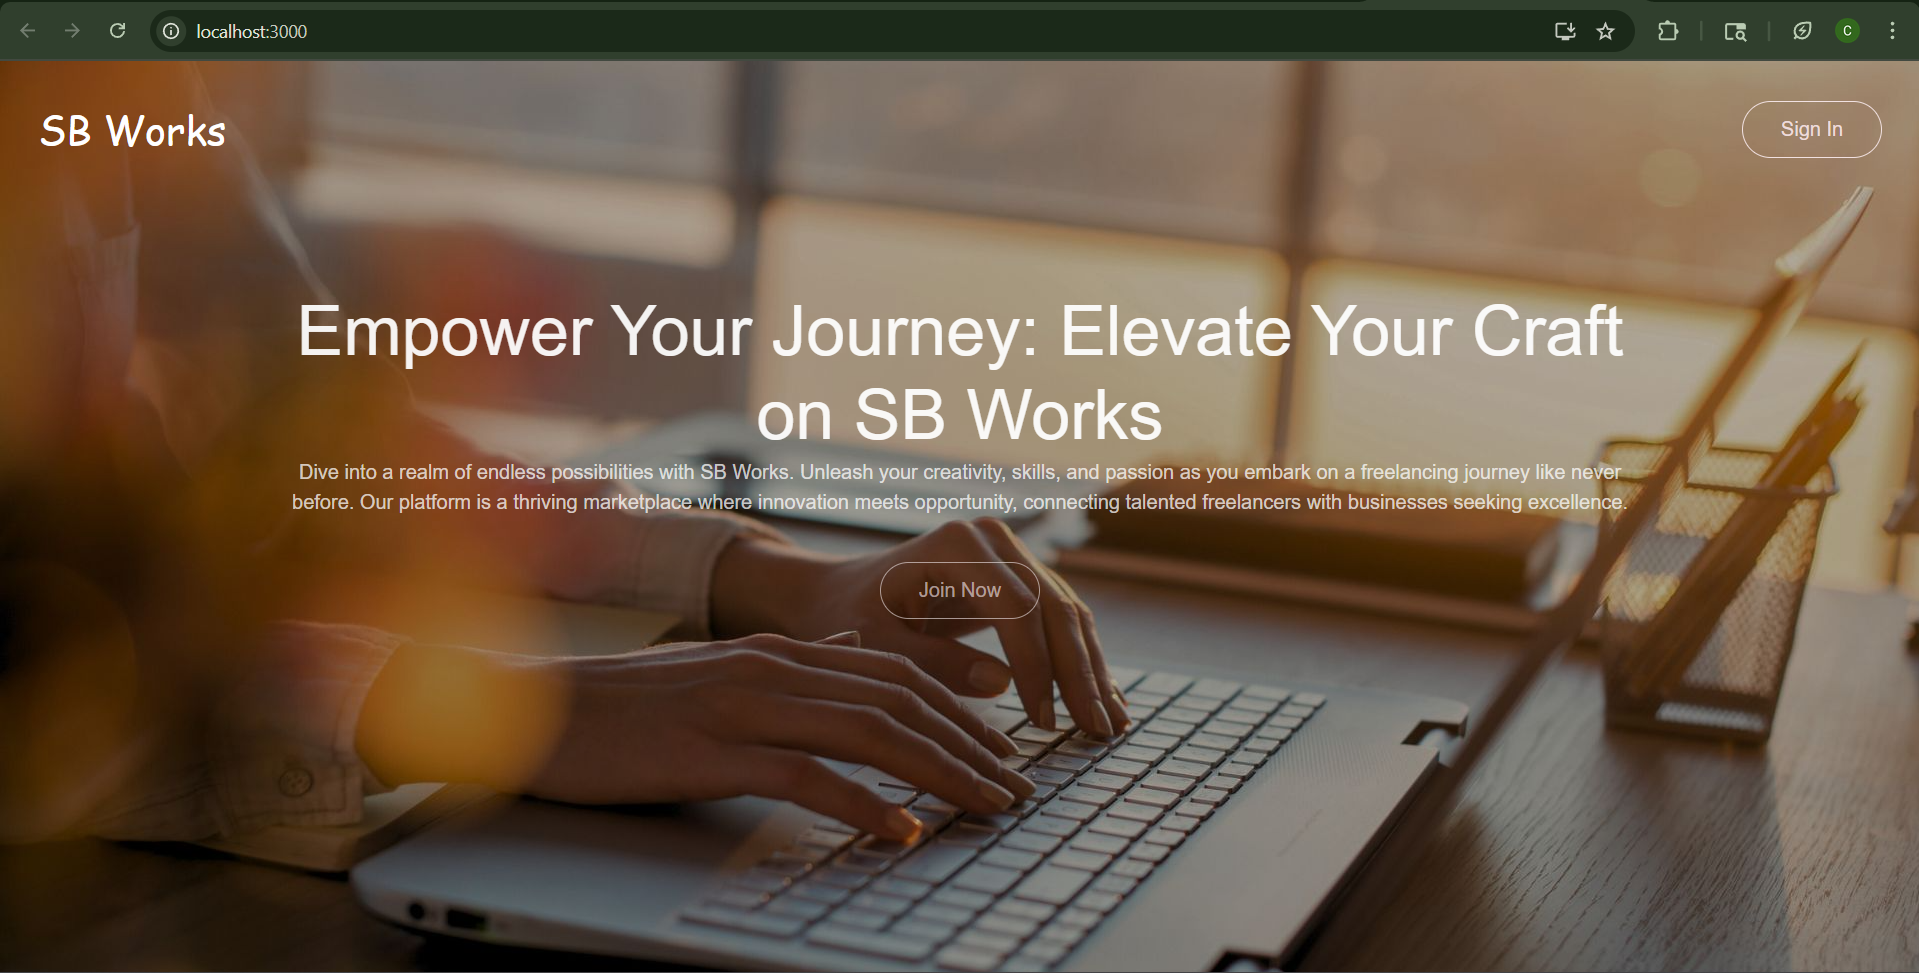 localhost:3000
C
SB Works
Sign In
Empower Your Journey: Elevate Your Craft
on SB Works
Dive into a realm of endless possibilities with SB Works. Unleash your creativity, skills, and passion as you embark on a freelancing journey like never
before. Our platform is a thriving marketplace where innovation meets opportunity, connecting talented freelancers with businesses seeking excellence.
Join Now